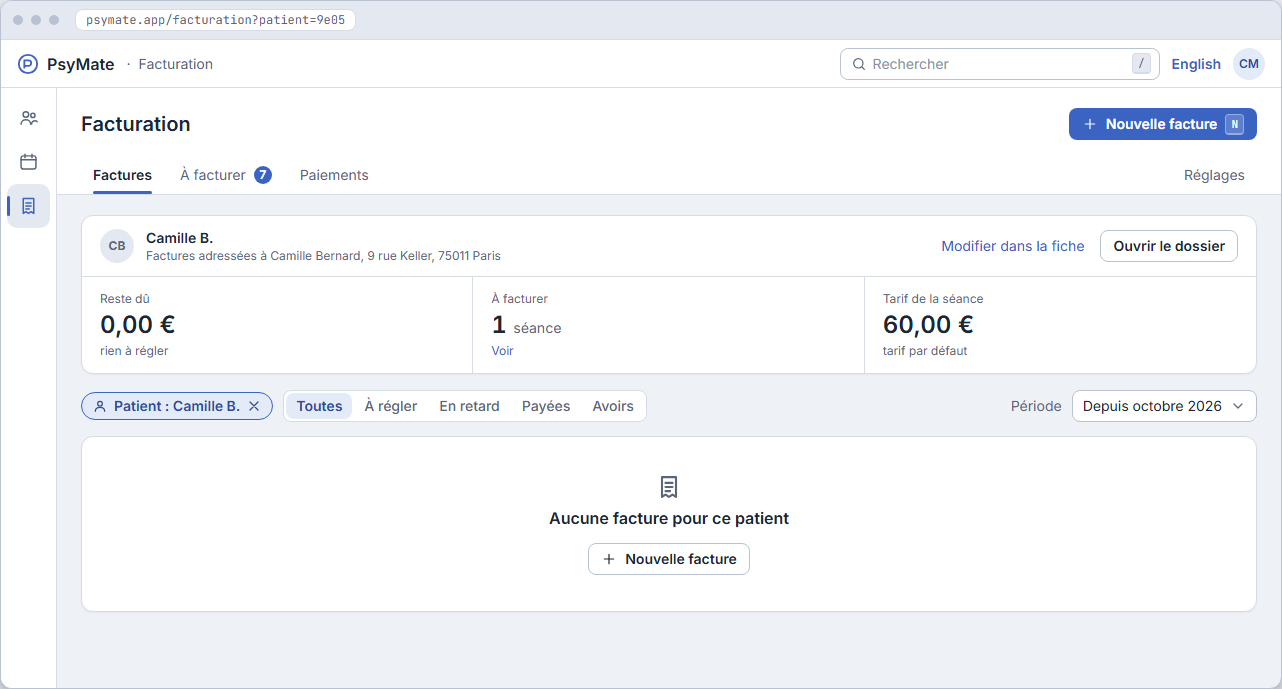 psymate.app/facturation?patient=9e05
PsyMate · Facturation
Rechercher /
English
CM
Facturation
+ Nouvelle facture N
Factures
À facturer 7
Paiements
Réglages
CB
Camille B.
Factures adressées à Camille Bernard, 9 rue Keller, 75011 Paris
Modifier dans la fiche
Ouvrir le dossier
Reste dû
0,00 €
rien à régler
À facturer
1 séance
Voir
Tarif de la séance
60,00 €
tarif par défaut
Patient : Camille B.
Toutes
À régler
En retard
Payées
Avoirs
Période
Depuis octobre 2026
Aucune facture pour ce patient
+ Nouvelle facture